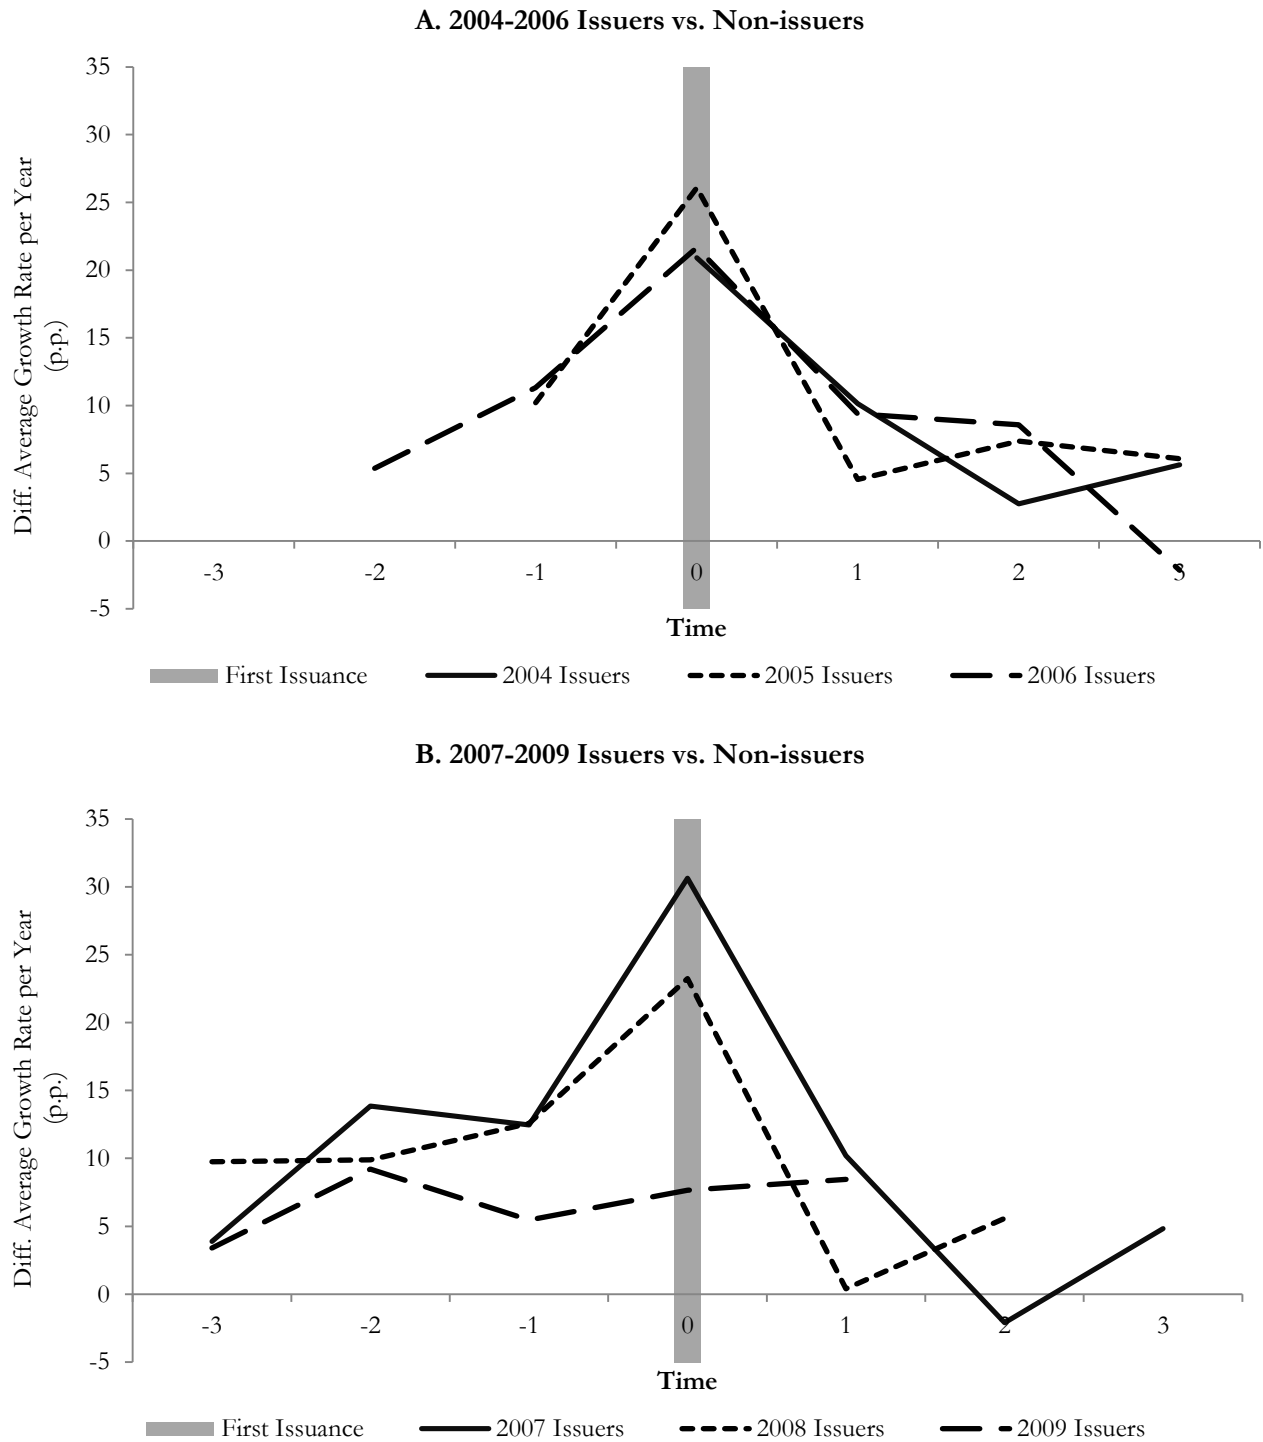 A. 2004-2006 Issuers vs. Non-issuers
Diff. Average Growth Rate per Year
(p.p.)
35
30
25
20
15
10
5
0
-5
-3 -2 -1 0 1 2 3
Time
First Issuance 2004 Issuers 2005 Issuers 2006 Issuers
B. 2007-2009 Issuers vs. Non-issuers
Diff. Average Growth Rate per Year
(p.p.)
35
30
25
20
15
10
5
0
-5
-3 -2 -1 0 1 2 3
Time
First Issuance 2007 Issuers 2008 Issuers 2009 Issuers